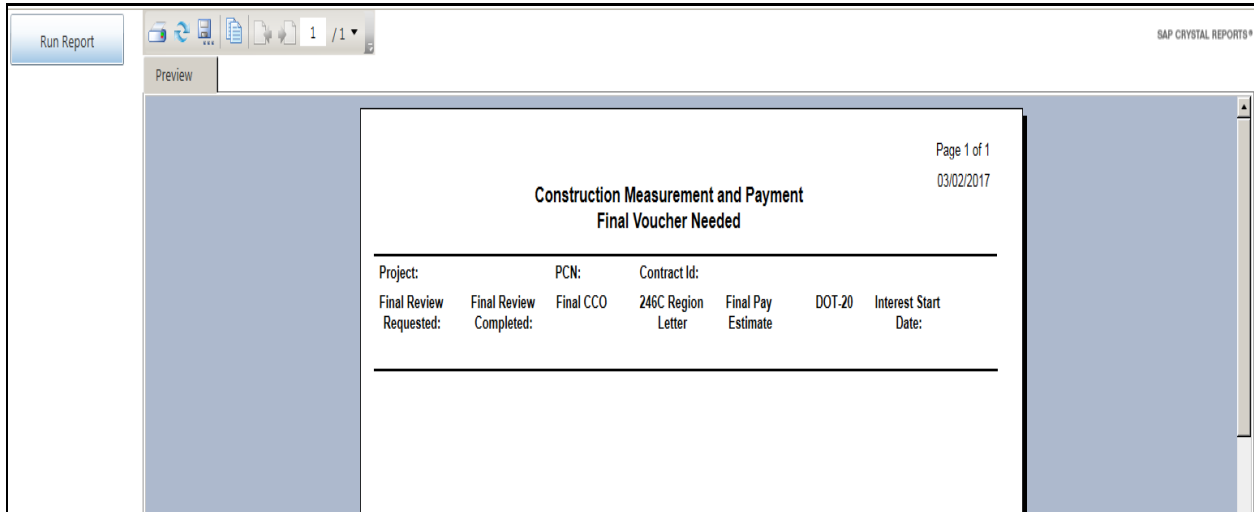 Run Report
1 /1
SAP CRYSTAL REPORTS®
Preview
Page 1 of 1
03/02/2017
Construction Measurement and Payment
Final Voucher Needed
Project: PCN: Contract Id:
Final Review Final Review Final CCO 246C Region Final Pay DOT-20 Interest Start
Requested: Completed: Letter Estimate Date: